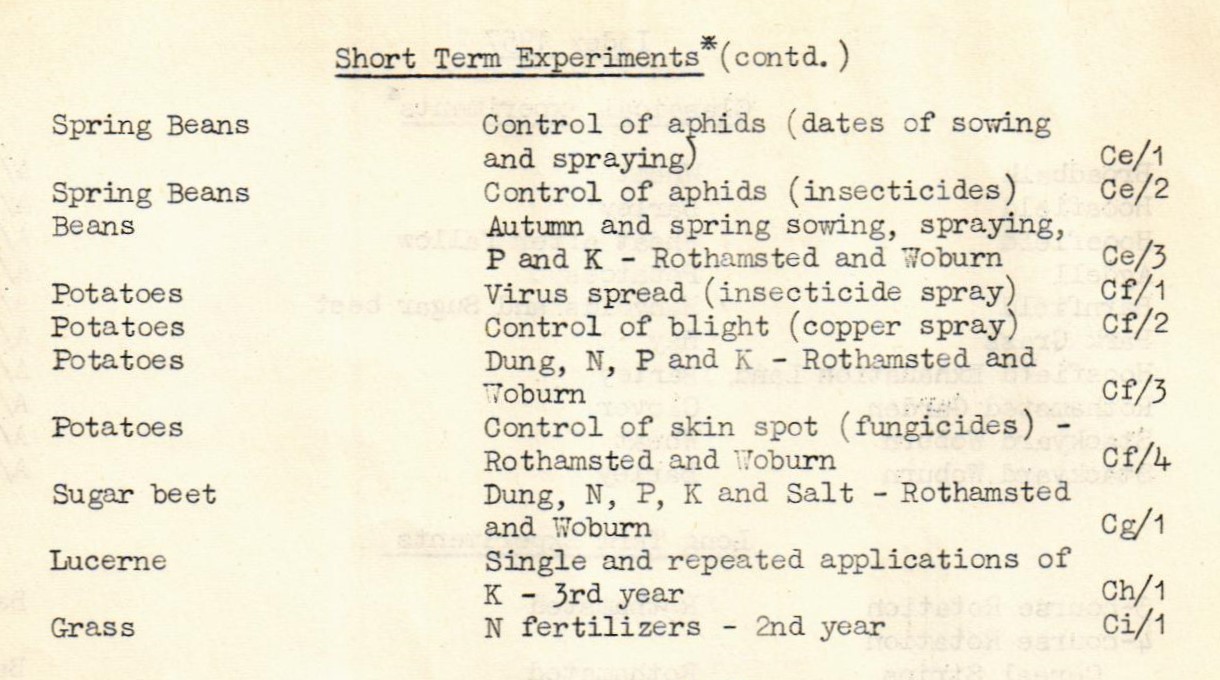 Short Term Experiments* (contd.)
Spring Beans Control of aphids (dates of sowing
and spraying) Ce/1
Spring Beans Control of aphids (insecticides) Ce/2
Beans Autumn and spring sowing, spraying,
P and K - Rothamsted and Woburn Ce/3
Potatoes Virus spread (insecticide spray) Cf/1
Potatoes Control of blight (copper spray) Cf/2
Potatoes Dung, N, P and K - Rothamsted and
Woburn Cf/3
Potatoes Control of skin spot (fungicides) -
Rothamsted and Woburn Cf/4
Sugar beet Dung, N, P, K and Salt - Rothamsted
and Woburn Cg/1
Lucerne Single and repeated applications of
K - 3rd year Ch/1
Grass N fertilizers - 2nd year Ci/1